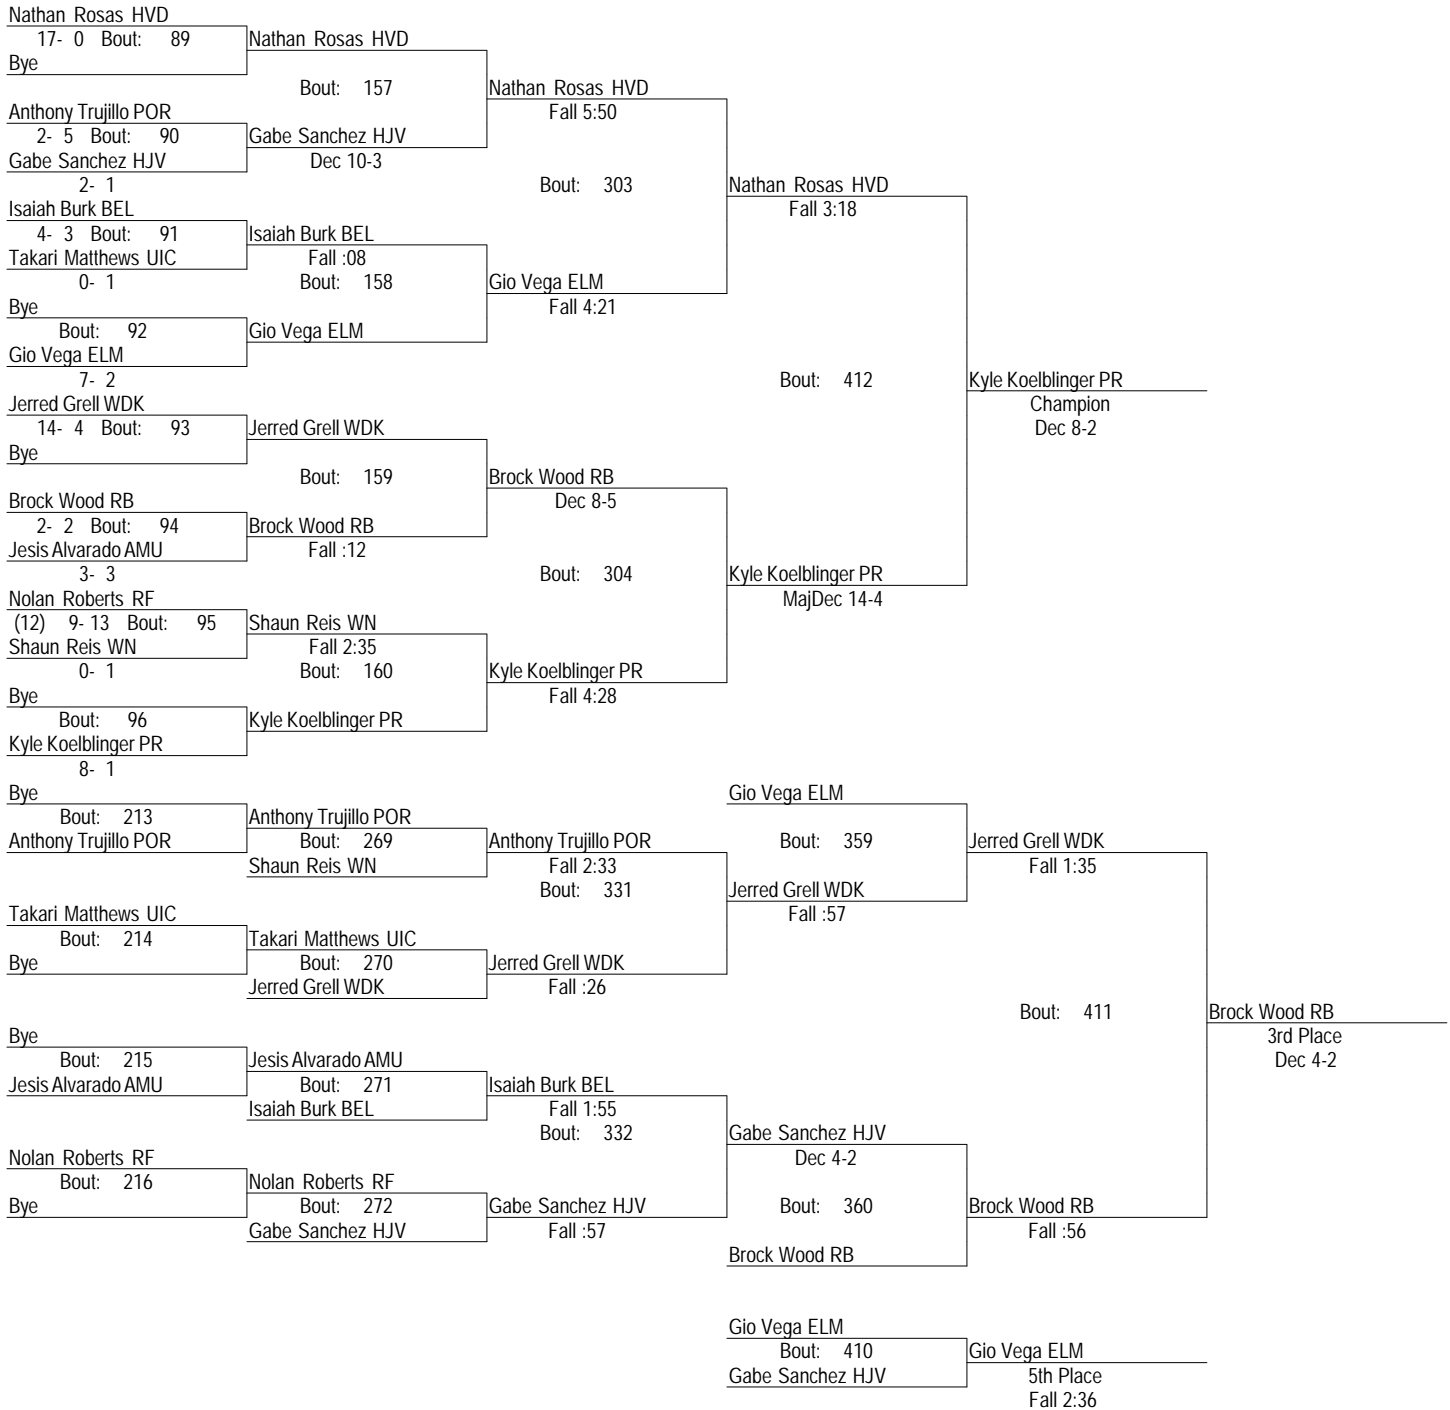 Nathan Rosas HVD
17- 0 Bout: 89
Nathan Rosas HVD
Bye
Bout: 157
Nathan Rosas HVD
Anthony Trujillo POR
Fall 5:50
2- 5 Bout: 90
Gabe Sanchez HJV
Gabe Sanchez HJV
Dec 10-3
2- 1
Bout: 303
Nathan Rosas HVD
Isaiah Burk BEL
Fall 3:18
4- 3 Bout: 91
Isaiah Burk BEL
Takari Matthews UIC
Fall :08
0- 1
Bout: 158
Gio Vega ELM
Bye
Fall 4:21
Bout: 92
Gio Vega ELM
Gio Vega ELM
7- 2
Bout: 412
Kyle Koelblinger PR
Jerred Grell WDK
Champion
14- 4 Bout: 93
Jerred Grell WDK
Dec 8-2
Bye
Bout: 159
Brock Wood RB
Brock Wood RB
Dec 8-5
2- 2 Bout: 94
Brock Wood RB
Jesis Alvarado AMU
Fall :12
3- 3
Bout: 304
Kyle Koelblinger PR
Nolan Roberts RF
MajDec 14-4
(12) 9- 13 Bout: 95
Shaun Reis WN
Shaun Reis WN
Fall 2:35
0- 1
Bout: 160
Kyle Koelblinger PR
Bye
Fall 4:28
Bout: 96
Kyle Koelblinger PR
Kyle Koelblinger PR
8- 1
Bye
Gio Vega ELM
Bout: 213
Anthony Trujillo POR
Anthony Trujillo POR
Bout: 269
Anthony Trujillo POR
Bout: 359
Jerred Grell WDK
Shaun Reis WN
Fall 2:33
Fall 1:35
Bout: 331
Jerred Grell WDK
Takari Matthews UIC
Fall :57
Bout: 214
Takari Matthews UIC
Bye
Bout: 270
Jerred Grell WDK
Jerred Grell WDK
Fall :26
Bout: 411
Brock Wood RB
Bye
3rd Place
Bout: 215
Jesis Alvarado AMU
Dec 4-2
Jesis Alvarado AMU
Bout: 271
Isaiah Burk BEL
Isaiah Burk BEL
Fall 1:55
Bout: 332
Gabe Sanchez HJV
Nolan Roberts RF
Dec 4-2
Bout: 216
Nolan Roberts RF
Bye
Bout: 272
Gabe Sanchez HJV
Bout: 360
Brock Wood RB
Gabe Sanchez HJV
Fall :57
Fall :56
Brock Wood RB
Gio Vega ELM
Bout: 410
Gio Vega ELM
Gabe Sanchez HJV
5th Place
Fall 2:36